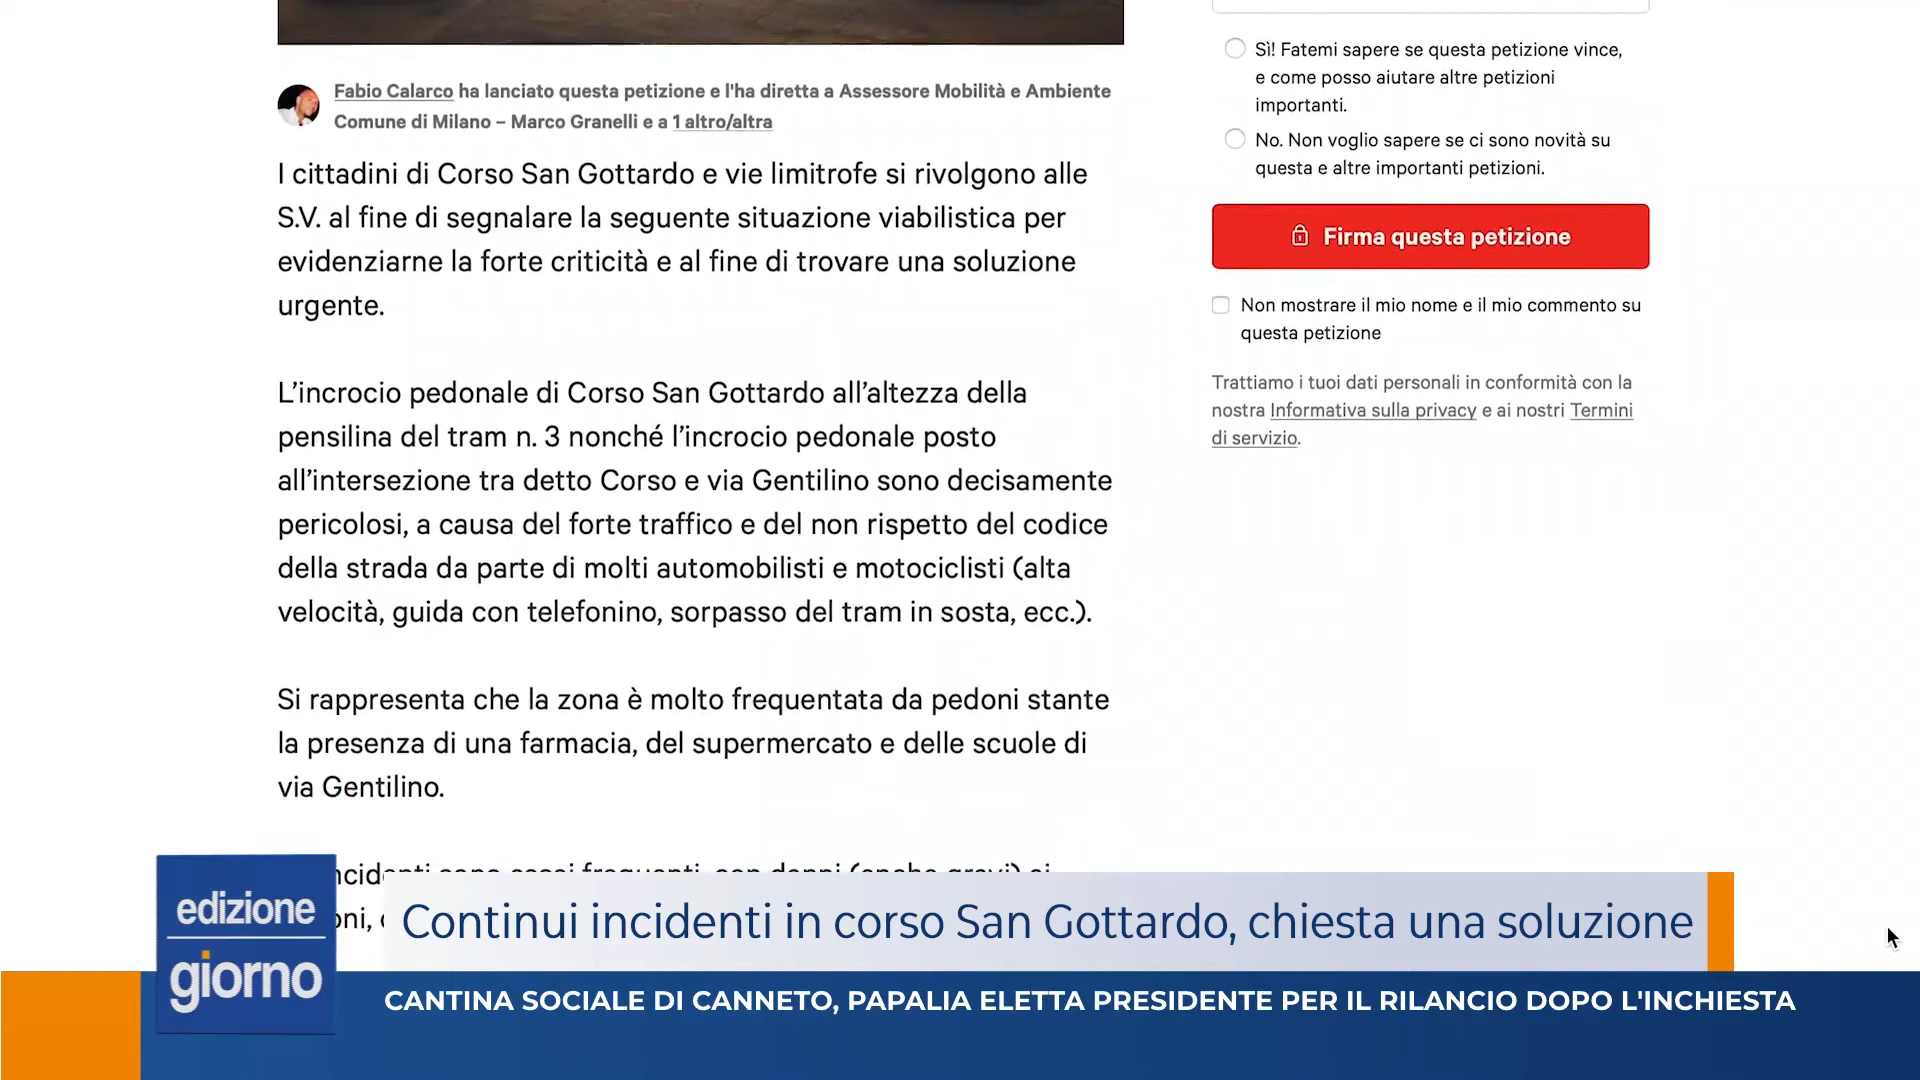 Fabio Calarco ha lanciato questa petizione e l'ha diretta a Assessore Mobilità e Ambiente
Comune di Milano – Marco Granelli e a 1 altro/altra
I cittadini di Corso San Gottardo e vie limitrofe si rivolgono alle
S.V. al fine di segnalare la seguente situazione viabilistica per
evidenziarne la forte criticità e al fine di trovare una soluzione
urgente.
L’incrocio pedonale di Corso San Gottardo all’altezza della
pensilina del tram n. 3 nonché l’incrocio pedonale posto
all’intersezione tra detto Corso e via Gentilino sono decisamente
pericolosi, a causa del forte traffico e del non rispetto del codice
della strada da parte di molti automobilisti e motociclisti (alta
velocità, guida con telefonino, sorpasso del tram in sosta, ecc.).
Si rappresenta che la zona è molto frequentata da pedoni stante
la presenza di una farmacia, del supermercato e delle scuole di
via Gentilino.
sono assai frequenti, con danni (anche gravi) ai
Sì! Fatemi sapere se questa petizione vince,
e come posso aiutare altre petizioni
importanti.
No. Non voglio sapere se ci sono novità su
questa e altre importanti petizioni.
Firma questa petizione
Non mostrare il mio nome e il mio commento su
questa petizione
Trattiamo i tuoi dati personali in conformità con la
nostra Informativa sulla privacy e ai nostri Termini
di servizio.
edizione
giorno
Continui incidenti in corso San Gottardo, chiesta una soluzione
CANTINA SOCIALE DI CANNETO, PAPALIA ELETTA PRESIDENTE PER IL RILANCIO DOPO L'INCHIESTA